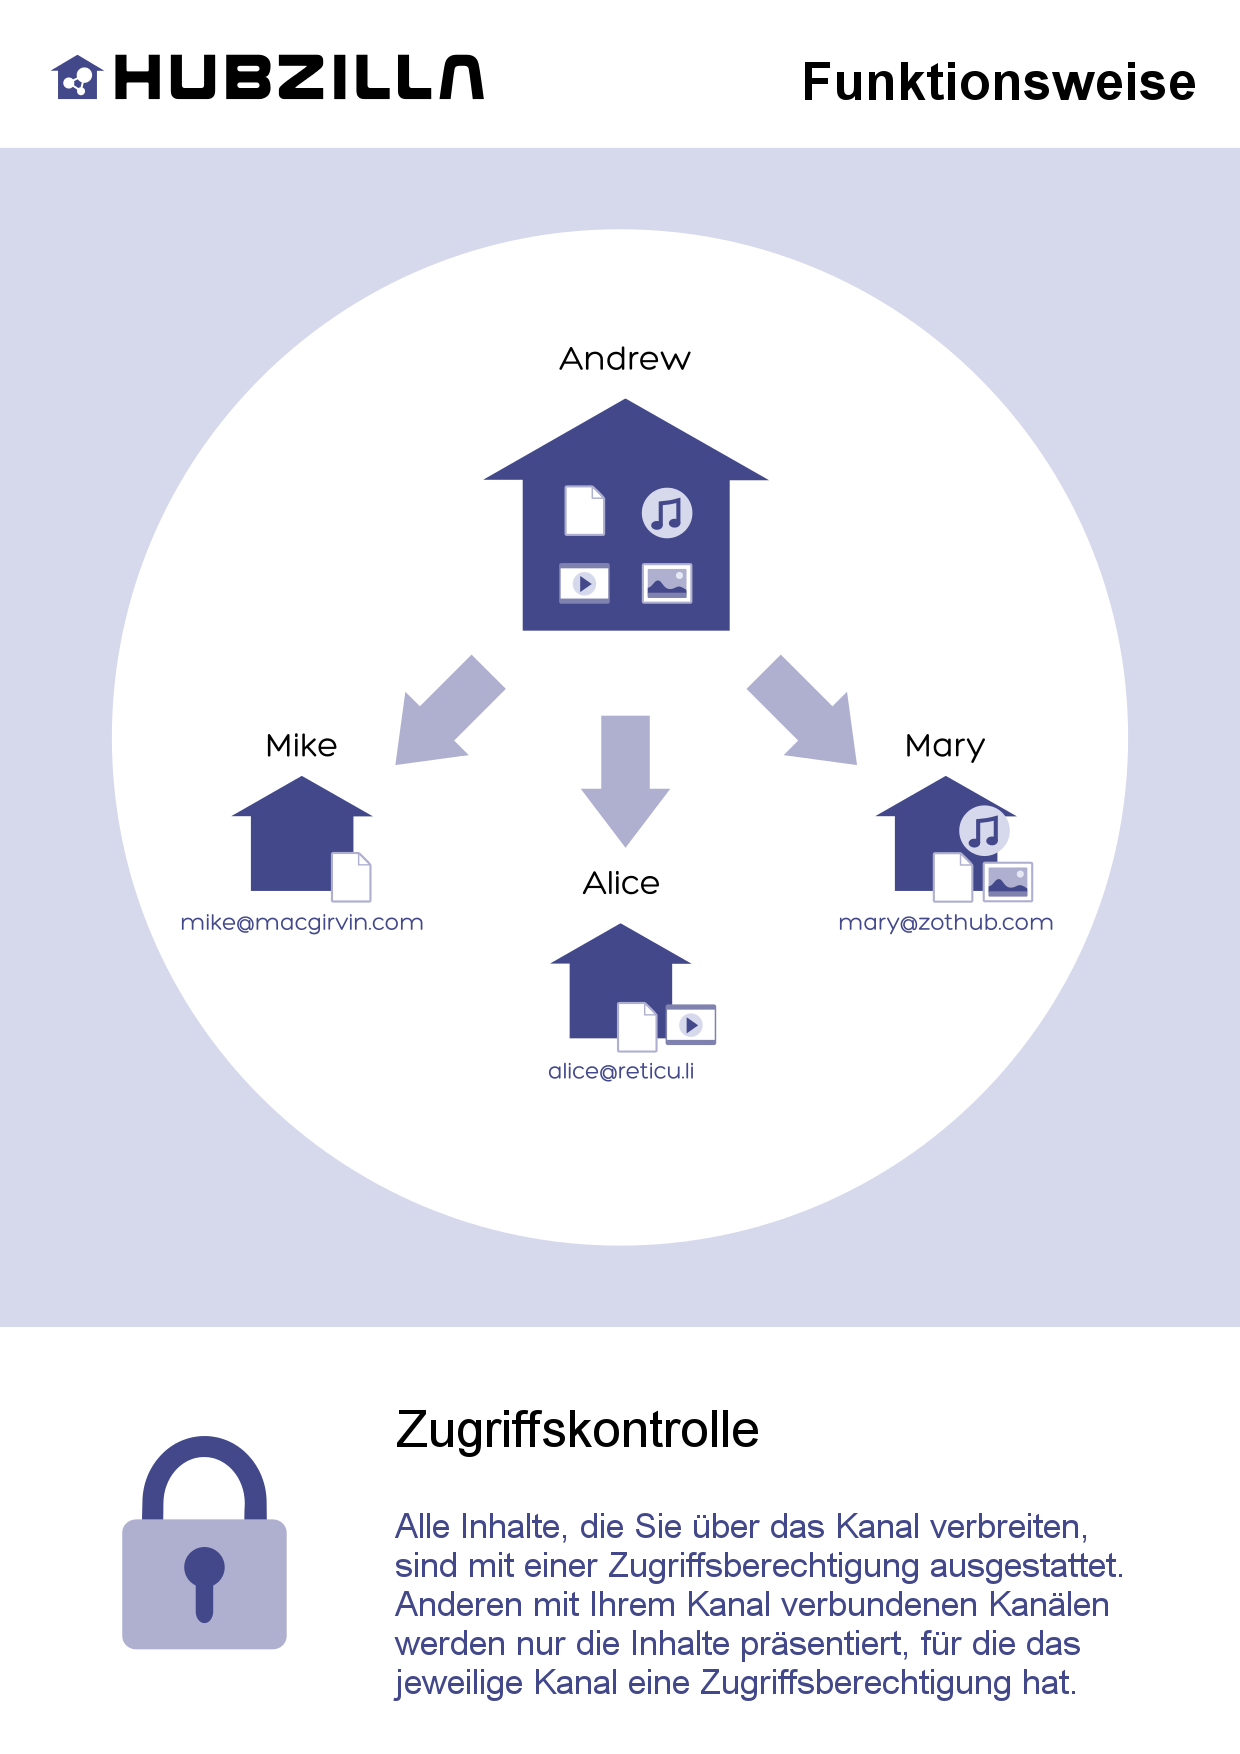 HUBZILLA
Funktionsweise
Andrew
Mike
Mary
mike@macgirvin.com
Alice
mary@zothub.com
alice@reticu.li
Zugriffskontrolle
Alle Inhalte, die Sie über das Kanal verbreiten,
sind mit einer Zugriffsberechtigung ausgestattet.
Anderen mit Ihrem Kanal verbundenen Kanälen
werden nur die Inhalte präsentiert, für die das
jeweilige Kanal eine Zugriffsberechtigung hat.